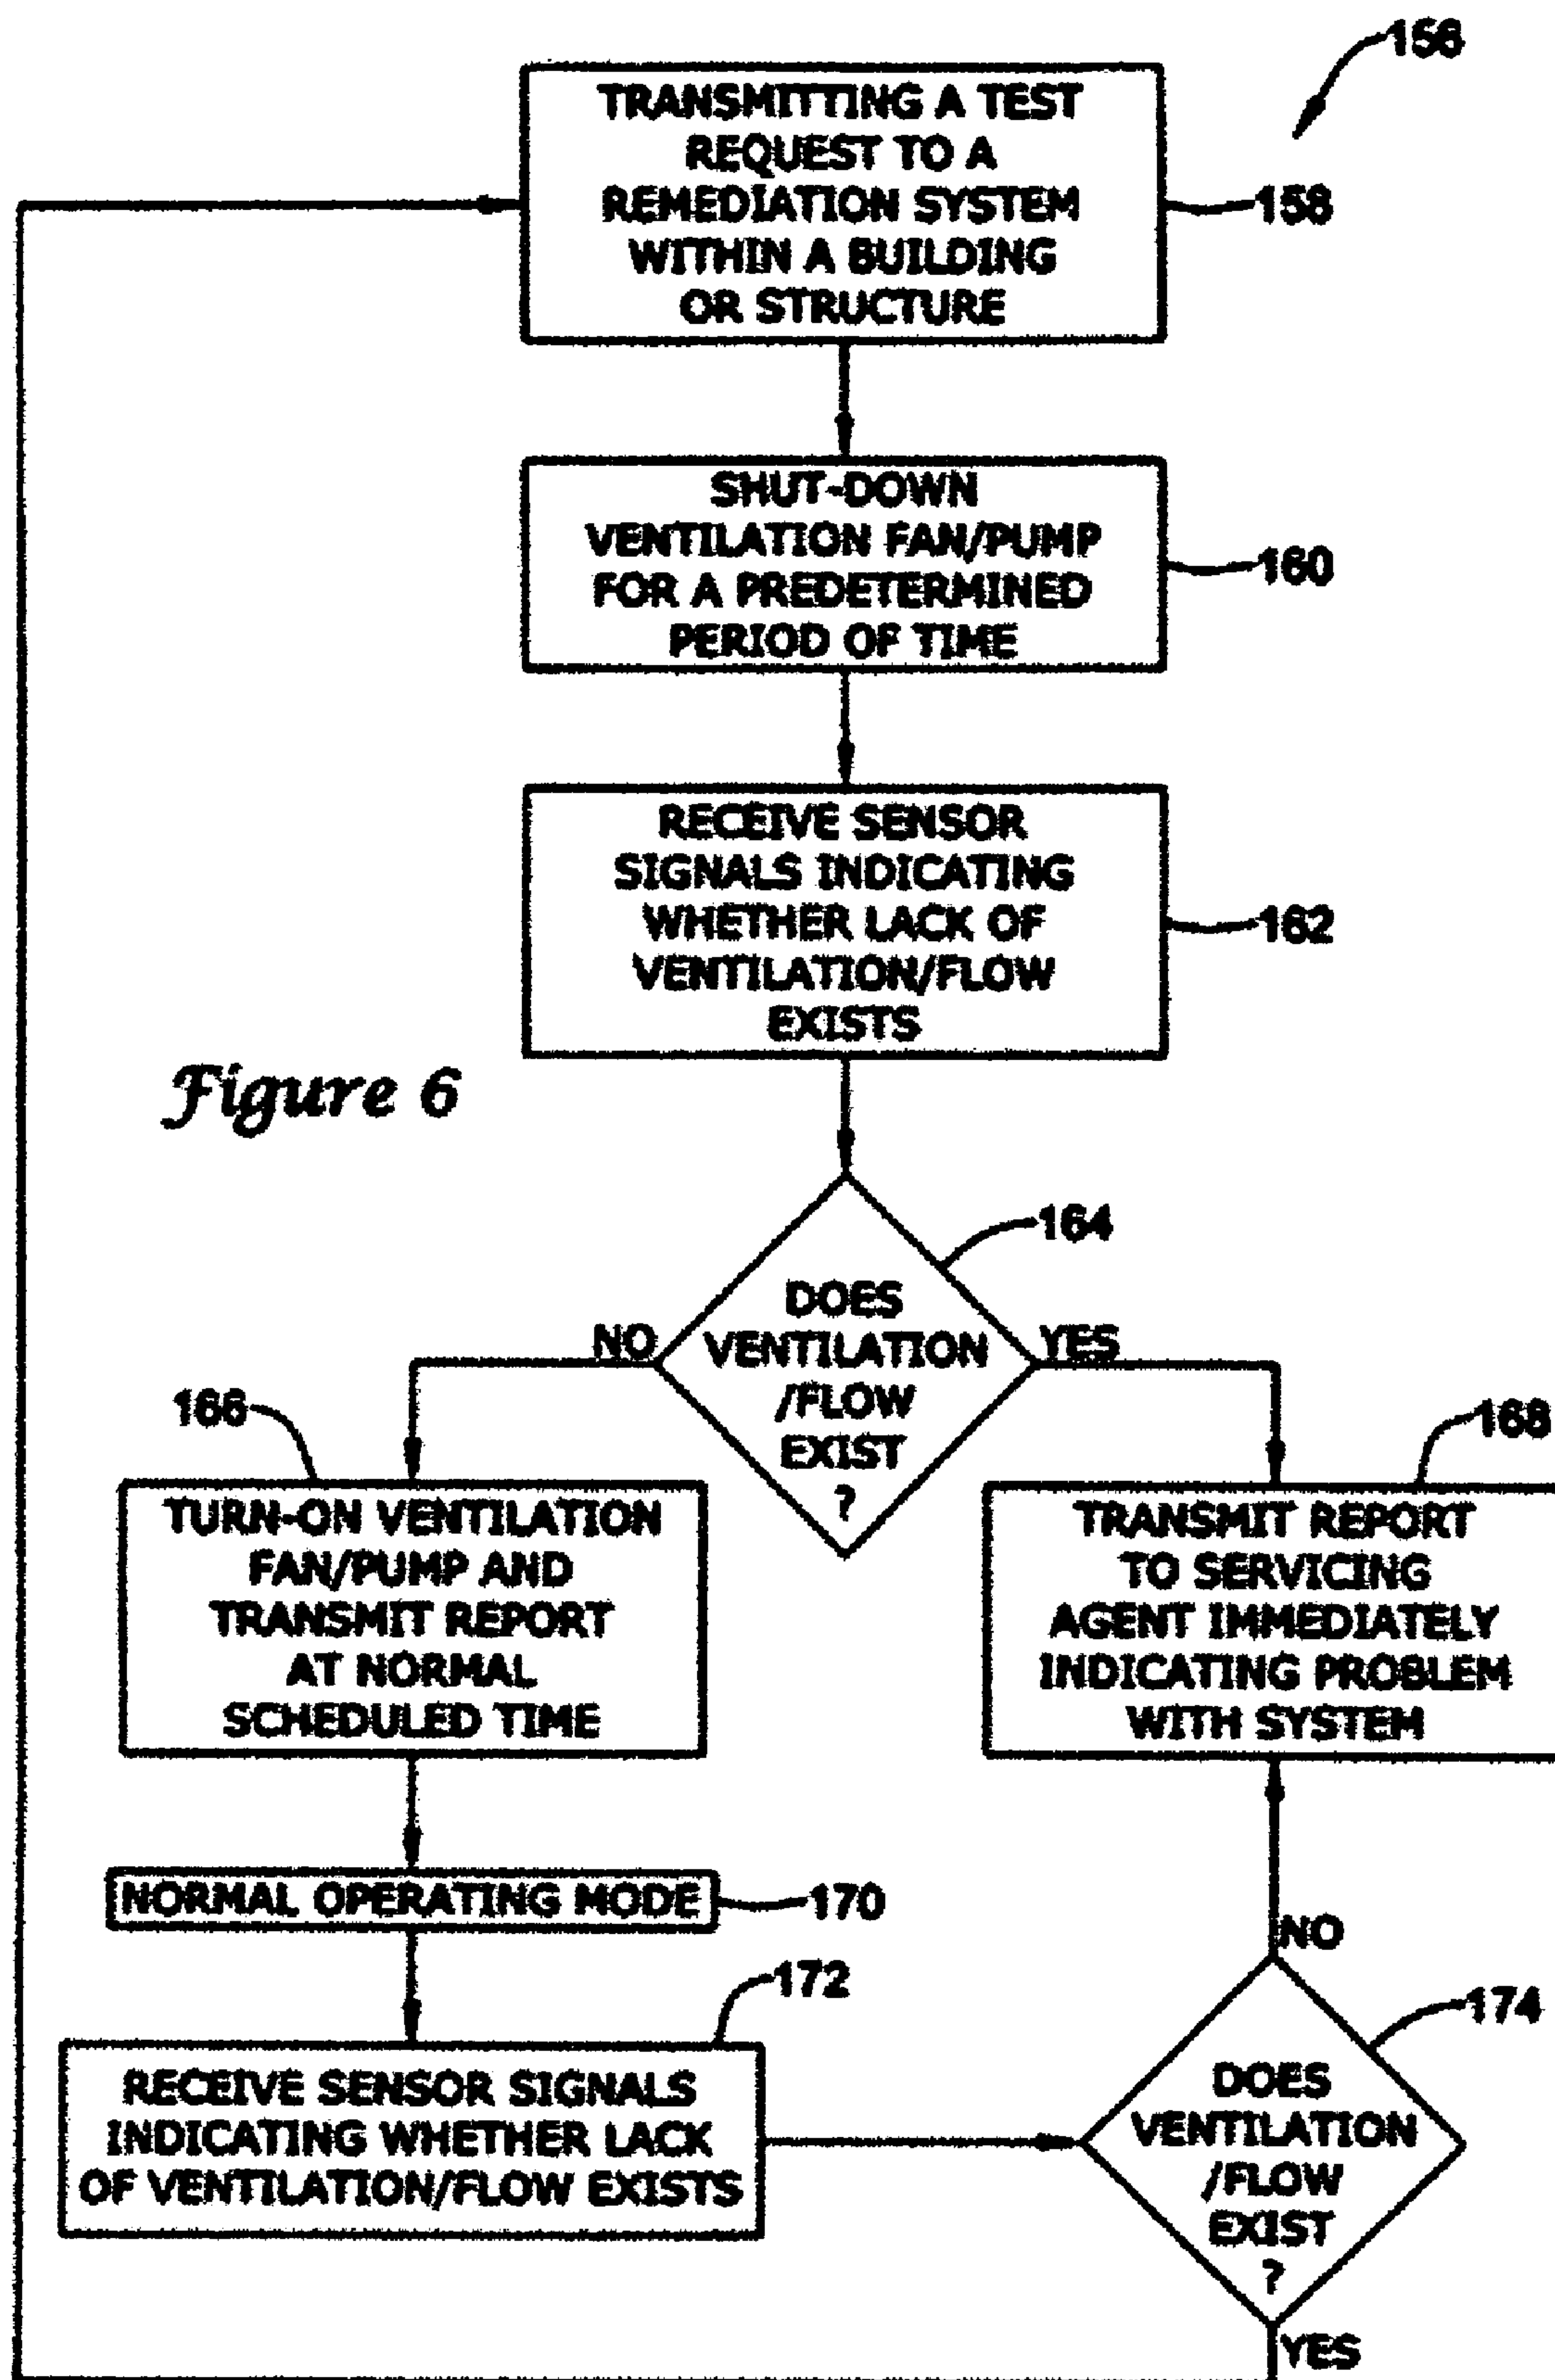 156
TRANSMITTING A TEST
REQUEST TO A
REMEDIATION SYSTEM
WITHIN A BUILDING
OR STRUCTURE
158
SHUT-DOWN
VENTILATION FAN/PUMP
FOR A PREDETERMINED
PERIOD OF TIME
160
RECEIVE SENSOR
SIGNALS INDICATING
WHETHER LACK OF
VENTILATION/FLOW
EXISTS
162
Figure 6
164
DOES
VENTILATION
/FLOW
EXIST
?
NO
YES
166
TURN-ON VENTILATION
FAN/PUMP AND
TRANSMIT REPORT
AT NORMAL
SCHEDULED TIME
168
TRANSMIT REPORT
TO SERVICING
AGENT IMMEDIATELY
INDICATING PROBLEM
WITH SYSTEM
NORMAL OPERATING MODE
170
172
RECEIVE SENSOR SIGNALS
INDICATING WHETHER LACK
OF VENTILATION/FLOW EXISTS
NO
174
DOES
VENTILATION
/FLOW
EXIST
?
YES